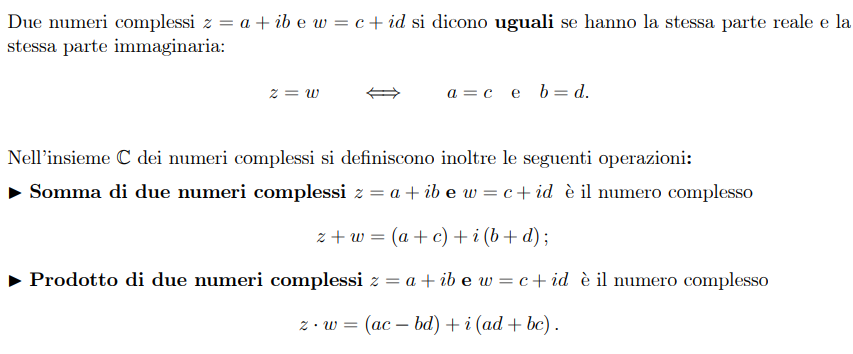 Due numeri complessi z = a + ib e w = c + id si dicono uguali se hanno la stessa parte reale e la
stessa parte immaginaria:
z = w ⟺ a = c e b = d.
Nell'insieme ℂ dei numeri complessi si definiscono inoltre le seguenti operazioni:
▶ Somma di due numeri complessi z = a + ib e w = c + id è il numero complesso
z + w = (a + c) + i (b + d) ;
▶ Prodotto di due numeri complessi z = a + ib e w = c + id è il numero complesso
z · w = (ac − bd) + i (ad + bc) .